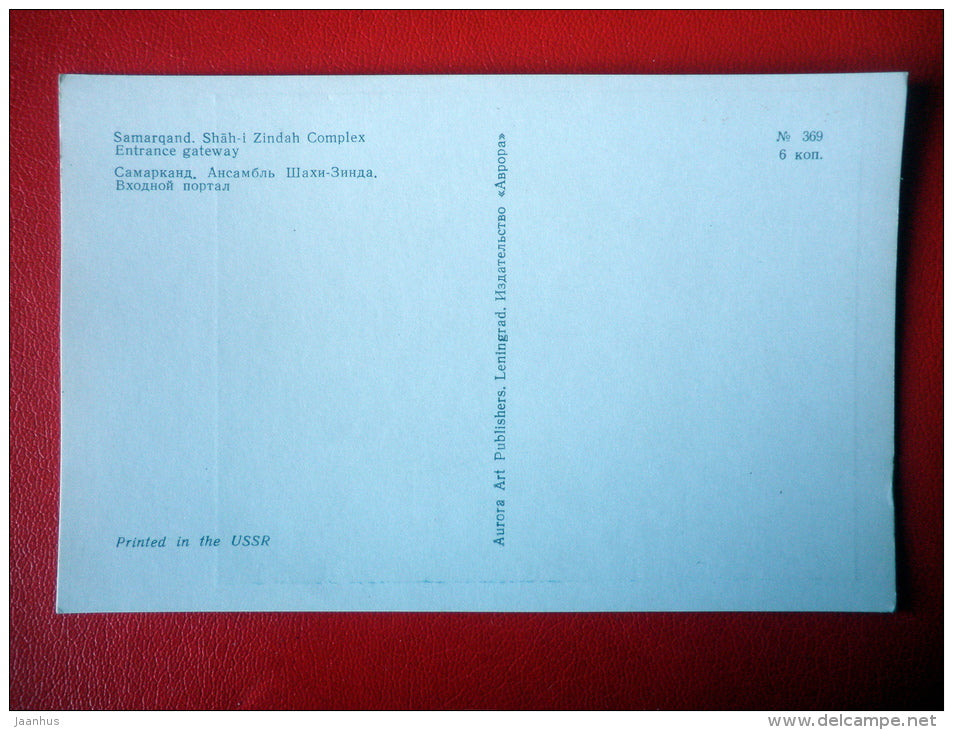 Samarqand. Shāh-i Zindah Complex
Entrance gateway
Самарканд. Ансамбль Шахи-Зинда.
Входной портал
Aurora Art Publishers. Leningrad. Издательство «Аврора»
№ 369
6 коп.
Printed in the USSR
jaanhus
www.delcampe.net